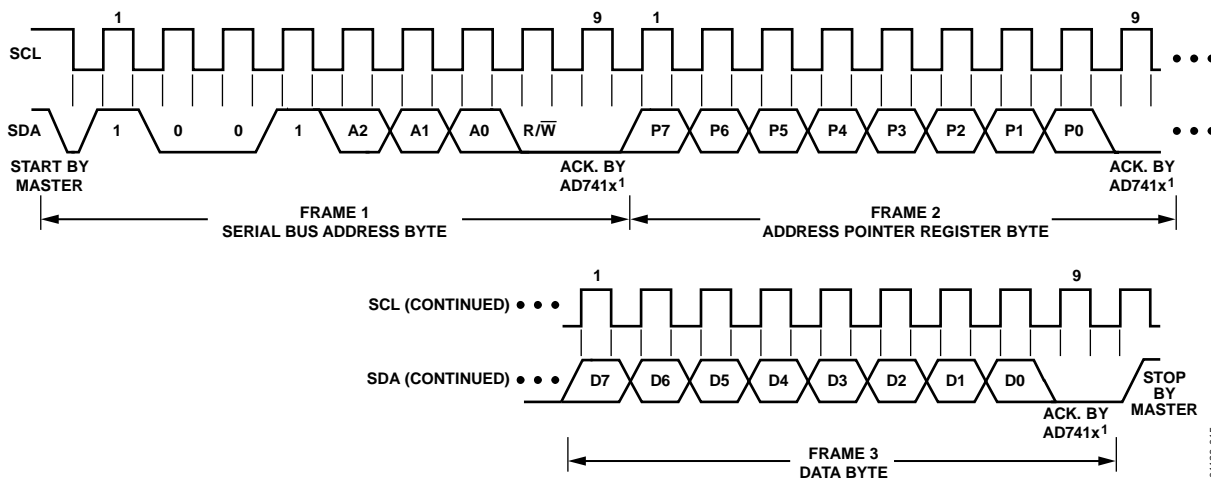 1 9 1 9
SCL
SDA 1 0 0 1 A2 A1 A0 R/W̅ P7 P6 P5 P4 P3 P2 P1 P0
START BY
MASTER
ACK. BY
AD741x¹
ACK. BY
AD741x¹
FRAME 1
SERIAL BUS ADDRESS BYTE
FRAME 2
ADDRESS POINTER REGISTER BYTE
1 9
SCL (CONTINUED)
SDA (CONTINUED) D7 D6 D5 D4 D3 D2 D1 D0
ACK. BY
AD741x¹
STOP
BY
MASTER
FRAME 3
DATA BYTE